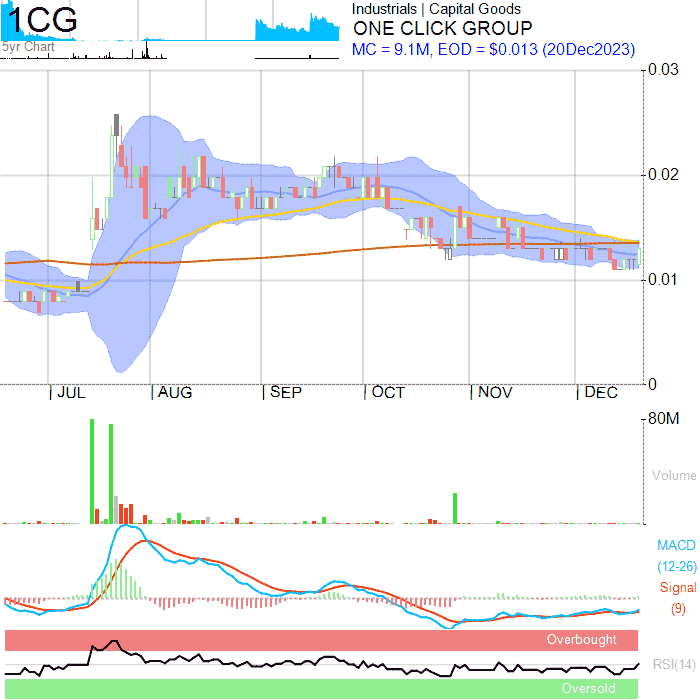 1CG
5yr Chart
Industrials | Capital Goods
ONE CLICK GROUP
MC = 9.1M, EOD = $0.013 (20Dec2023)
0.03
0.02
0.01
0
JUL AUG SEP OCT NOV DEC
80M
Volume
MACD
(12-26)
Signal
(9)
Overbought
RSI(14)
Oversold